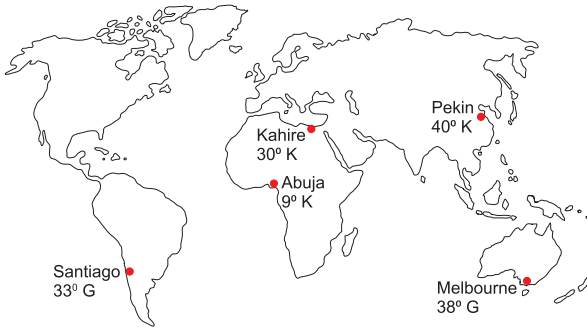 Pekin
40º K
Kahire
30º K
Abuja
9º K
Santiago
33⁰ G
Melbourne
38º G